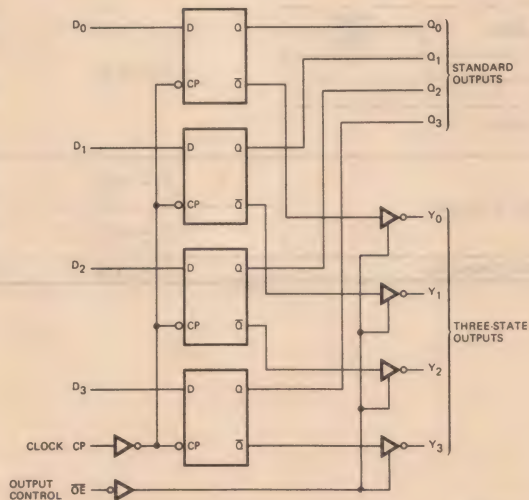 D0 D Q Q0
Q1
CP Q̅ Q2
STANDARD
OUTPUTS
Q3
D1 D Q
CP Q̅
Y0
D2 D Q
Y1
CP Q̅
THREE-STATE
OUTPUTS
Y2
D3 D Q
CLOCK CP CP Q̅ Y3
OUTPUT
CONTROL O̅E̅